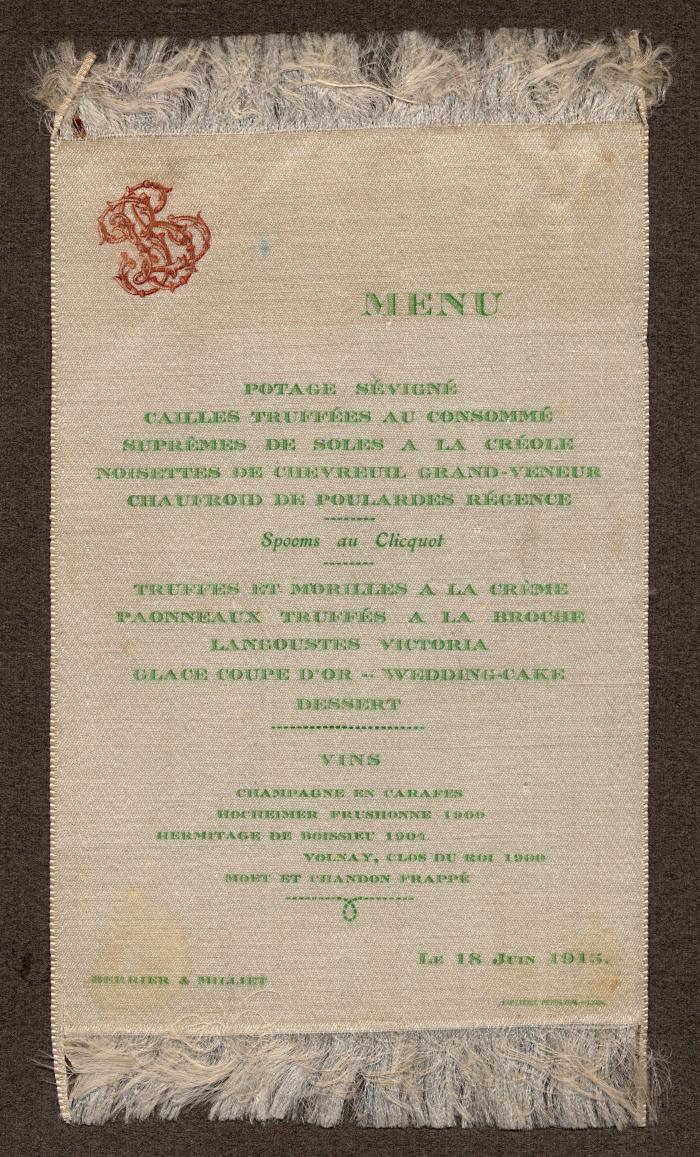 MENU
POTAGE SÉVIGNÉ
CAILLES TRUFFÉES AU CONSOMMÉ
SUPRÊMES DE SOLES A LA CRÉOLE
NOISETTES DE CHEVREUIL GRAND-VENEUR
CHAUFROID DE POULARDES RÉGENCE
Spooms au Clicquot
TRUFFES ET MORILLES A LA CRÈME
PAONNEAUX TRUFFÉS A LA BROCHE
LANGOUSTES VICTORIA
GLACE COUPE D'OR -- WEDDING-CAKE
DESSERT
VINS
CHAMPAGNE EN CARAFES
HOCHEIMER FRUSHONNE 1900
HERMITAGE DE BOISSIEU 1904
VOLNAY, CLOS DU ROI 1900
MOET ET CHANDON FRAPPÉ
LE 18 JUIN 1913.
BERRIER & MILLIET